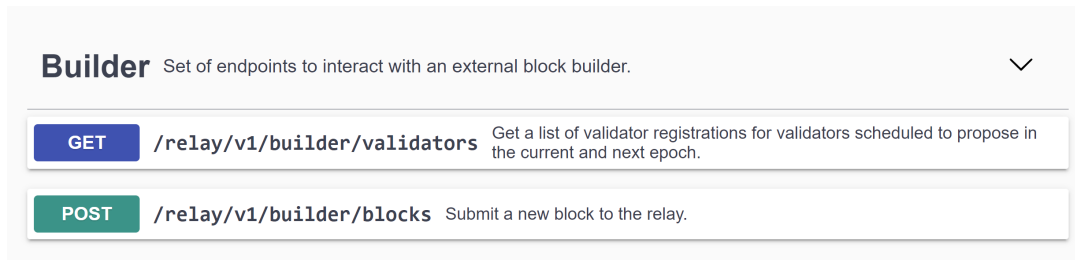 Builder Set of endpoints to interact with an external block builder.
GET /relay/v1/builder/validators Get a list of validator registrations for validators scheduled to propose in
the current and next epoch.
POST /relay/v1/builder/blocks Submit a new block to the relay.